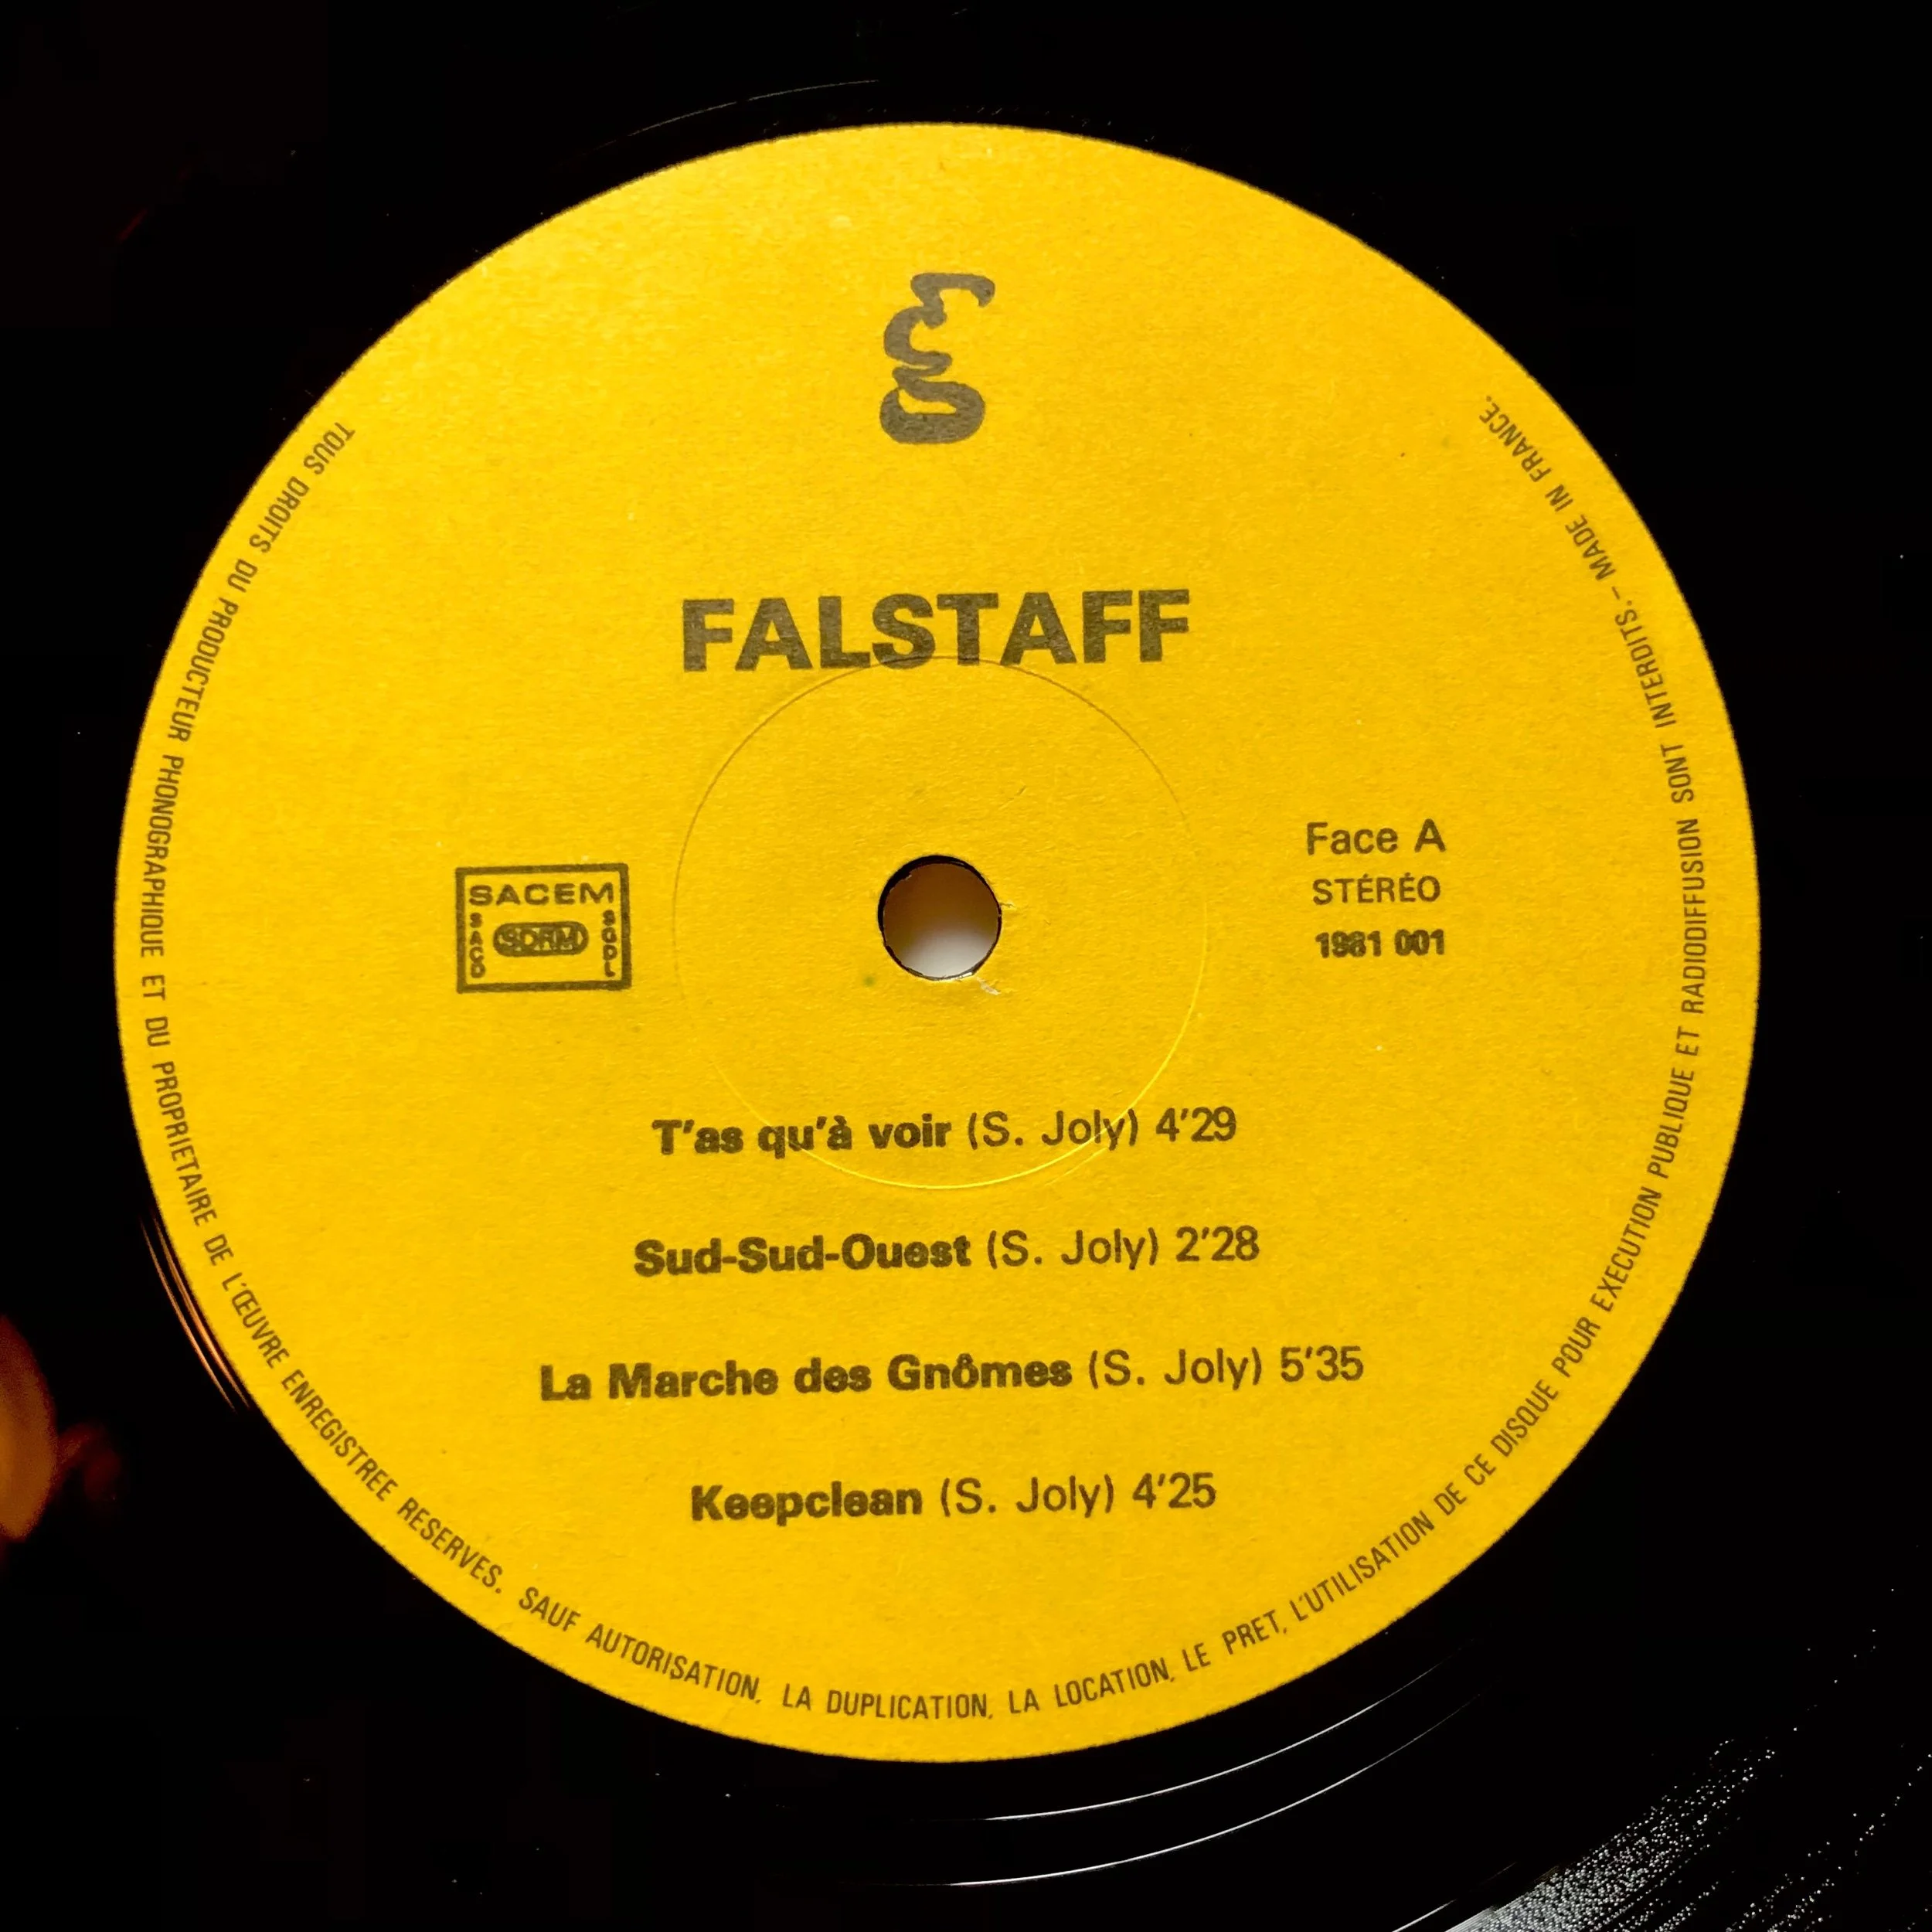 FALSTAFF
SACEM
SACD
SDRM
SGDL
Face A
STÉRÉO
1981 001
T'as qu'à voir (S. Joly) 4'29
Sud-Sud-Ouest (S. Joly) 2'28
La Marche des Gnômes (S. Joly) 5'35
Keepclean (S. Joly) 4'25
TOUS DROITS DU PRODUCTEUR PHONOGRAPHIQUE ET DU PROPRIETAIRE DE L'ŒUVRE ENREGISTREE RESERVES. SAUF AUTORISATION, LA DUPLICATION, LA LOCATION, LE PRET, L'UTILISATION DE CE DISQUE POUR EXECUTION PUBLIQUE ET RADIODIFFUSION SONT INTERDITS. - MADE IN FRANCE.